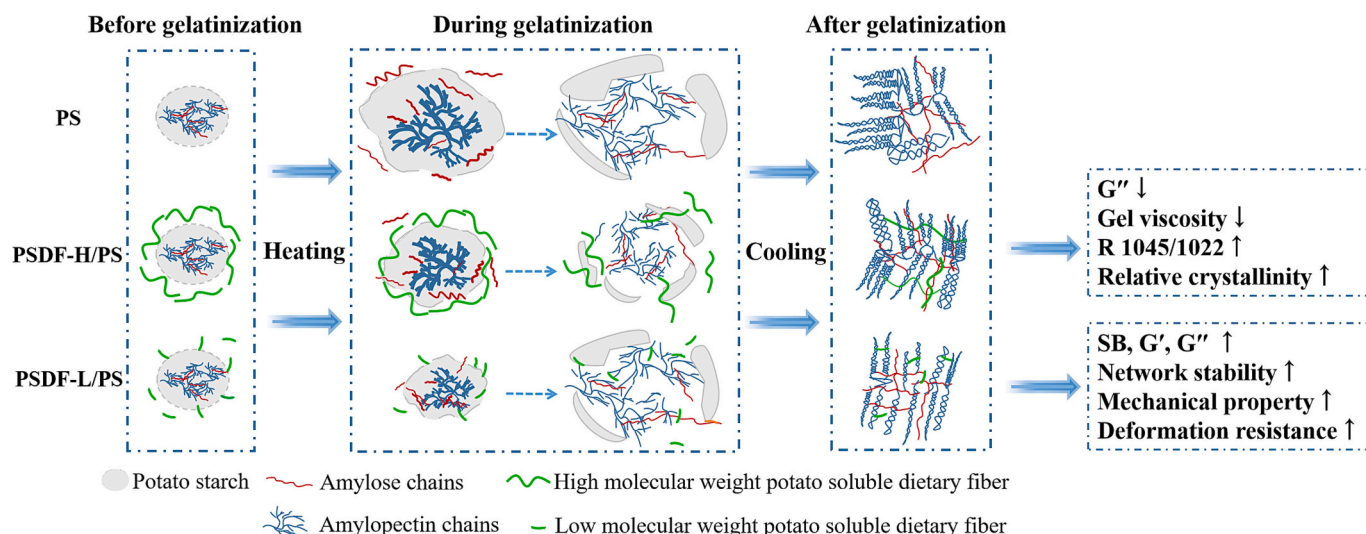 Before gelatinization
During gelatinization
After gelatinization
PS
PSDF-H/PS
PSDF-L/PS
Heating
Cooling
G″ ↓
Gel viscosity ↓
R 1045/1022 ↑
Relative crystallinity ↑
SB, G′, G″ ↑
Network stability ↑
Mechanical property ↑
Deformation resistance ↑
Potato starch
Amylose chains
High molecular weight potato soluble dietary fiber
Amylopectin chains
Low molecular weight potato soluble dietary fiber